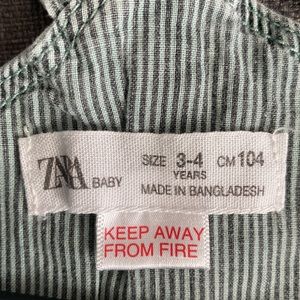 ZARA BABY SIZE 3-4 CM 104
YEARS
MADE IN BANGLADESH
KEEP AWAY
FROM FIRE